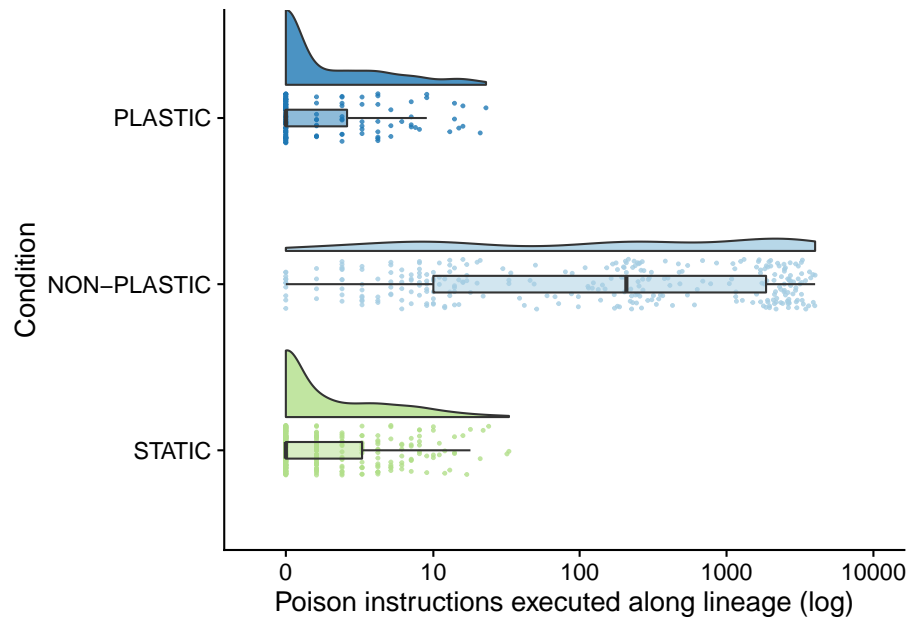 Condition
PLASTIC
NON−PLASTIC
STATIC
0 10 100 1000 10000
Poison instructions executed along lineage (log)